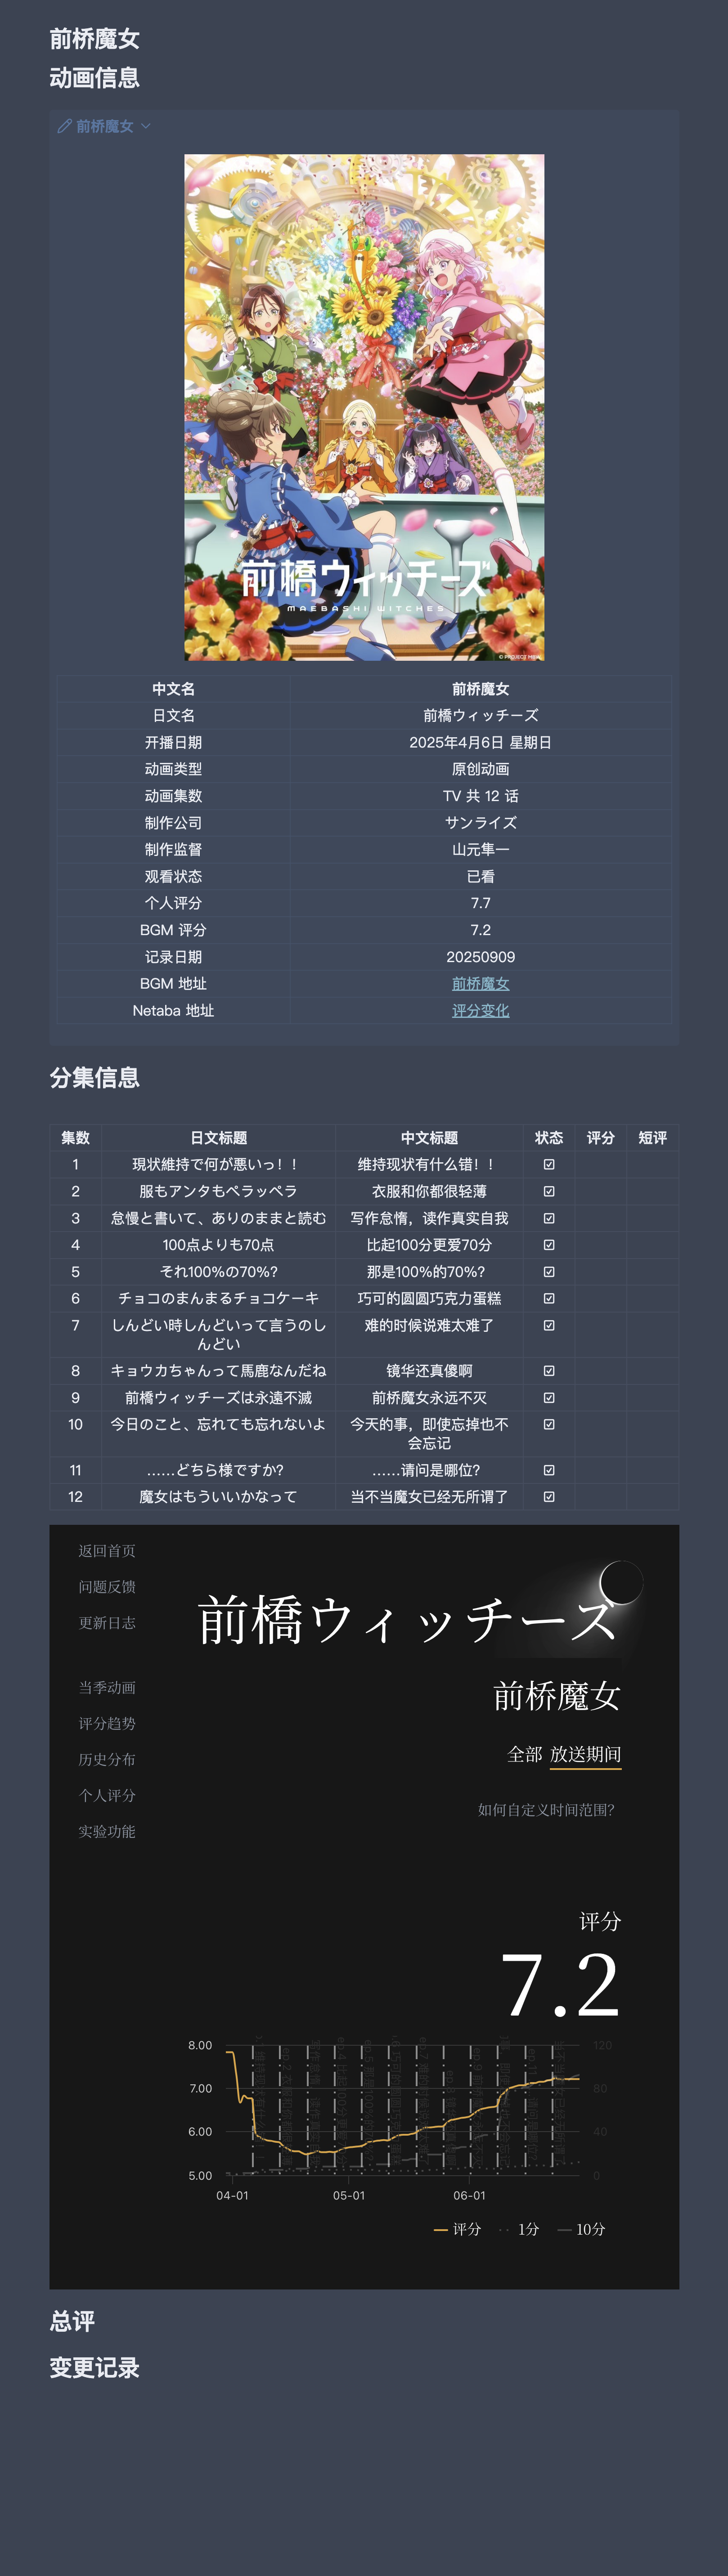 前桥魔女
动画信息
前桥魔女
前橋ウィッチーズ
MAEBASHI WITCHES
中文名 前桥魔女
日文名 前橋ウィッチーズ
开播日期 2025年4月6日 星期日
动画类型 原创动画
动画集数 TV 共 12 话
制作公司 サンライズ
制作监督 山元隼一
观看状态 已看
个人评分 7.7
BGM 评分 7.2
记录日期 20250909
BGM 地址 前桥魔女
Netaba 地址 评分变化
分集信息
集数 日文标题 中文标题 状态 评分 短评
1 現状維持で何が悪いっ！！ 维持现状有什么错！！
2 服もアンタもペラッペラ 衣服和你都很轻薄
3 怠慢と書いて、ありのままと読む 写作怠惰，读作真实自我
4 100点よりも70点 比起100分更爱70分
5 それ100%の70%? 那是100%的70%?
6 チョコのまんまるチョコケーキ 巧可的圆圆巧克力蛋糕
7 しんどい時しんどいって言うのし 难的时候说难太难了
んどい
8 キョウカちゃんって馬鹿なんだね 镜华还真傻啊
9 前橋ウィッチーズは永遠不滅 前桥魔女永远不灭
10 今日のこと、忘れても忘れないよ 今天的事，即使忘掉也不
会忘记
11 ……どちら様ですか? ……请问是哪位?
12 魔女はもういいかなって 当不当魔女已经无所谓了
返回首页
问题反馈
更新日志
当季动画
评分趋势
历史分布
个人评分
实验功能
前橋ウィッチーズ
前桥魔女
全部 放送期间
如何自定义时间范围?
评分
7.2
8.00 120
7.00 80
6.00 40
5.00 0
04-01 05-01 06-01
评分 1分 10分
总评
变更记录